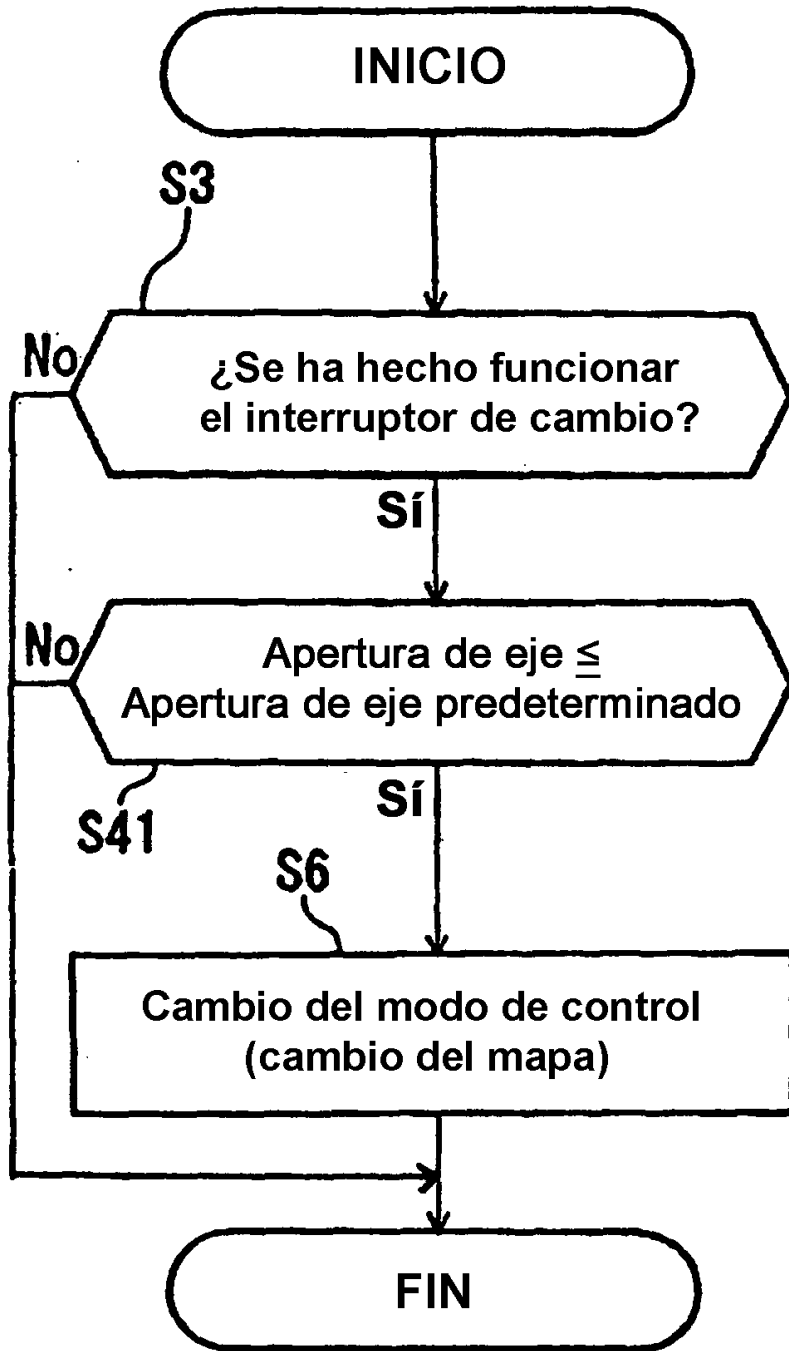 INICIO
S3
No
¿Se ha hecho funcionar
el interruptor de cambio?
Sí
No
Apertura de eje ≤
Apertura de eje predeterminado
S41
Sí
S6
Cambio del modo de control
(cambio del mapa)
FIN